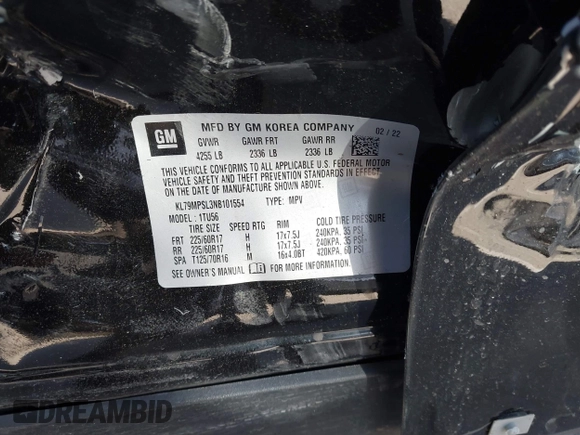 GM MFD BY GM KOREA COMPANY 02 / 22
GVWR GAWR FRT GAWR RR
4255 LB 2336 LB 2336 LB
THIS VEHICLE CONFORMS TO ALL APPLICABLE U.S. FEDERAL MOTOR
VEHICLE SAFETY AND THEFT PREVENTION STANDARDS IN EFFECT
ON THE DATE OF MANUFACTURE SHOWN ABOVE.
KL79MPSL3NB101554 TYPE: MPV
MODEL: 1TU56
TIRE SIZE SPEED RTG RIM COLD TIRE PRESSURE
FRT 225/60R17 H 17x7.5J 240KPA, 35 PSI
RR 225/60R17 H 17x7.5J 240KPA, 35 PSI
SPA T125/70R16 M 16x4.0BT 420KPA, 60 PSI
SEE OWNER'S MANUAL FOR MORE INFORMATION.
DREAMBID